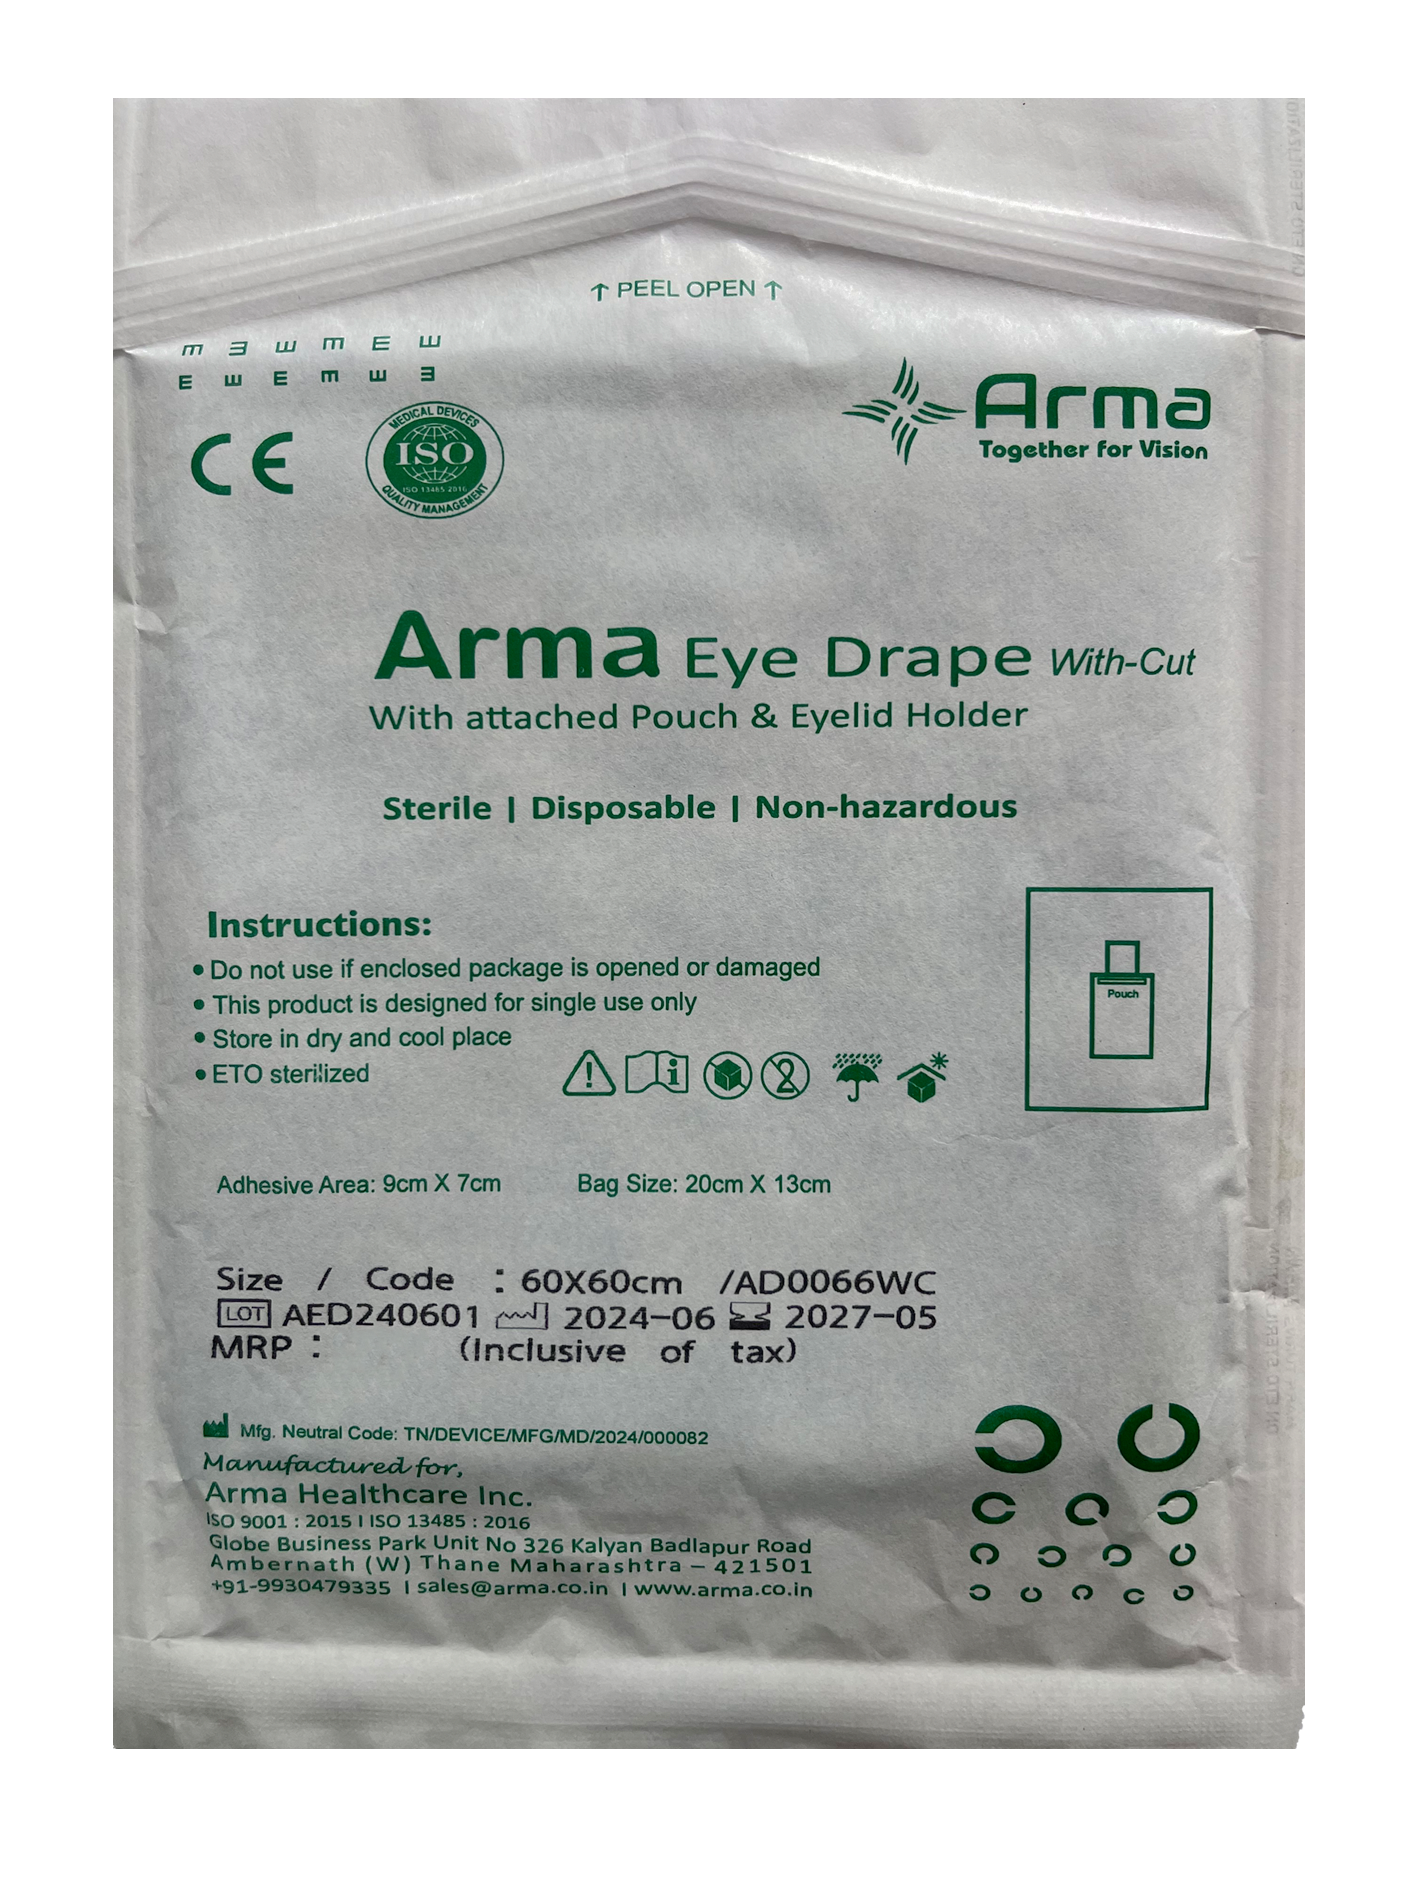 ↑ PEEL OPEN ↑
m ∃ ш m E ш
E ш E m ш ∃
CE
MEDICAL DEVICES
ISO
ISO 13485 2016
QUALITY MANAGEMENT
Arma
Together for Vision
Arma Eye Drape With-Cut
With attached Pouch & Eyelid Holder
Sterile | Disposable | Non-hazardous
Instructions:
• Do not use if enclosed package is opened or damaged
• This product is designed for single use only
• Store in dry and cool place
• ETO sterilized
Pouch
Adhesive Area: 9cm X 7cm Bag Size: 20cm X 13cm
Size / Code : 60X60cm /AD0066WC
LOT AED240601 2024-06 2027-05
MRP : (Inclusive of tax)
Mfg. Neutral Code: TN/DEVICE/MFG/MD/2024/000082
Manufactured for,
Arma Healthcare Inc.
ISO 9001 : 2015 I ISO 13485 : 2016
Globe Business Park Unit No 326 Kalyan Badlapur Road
Ambernath (W) Thane Maharashtra – 421501
+91-9930479335 I sales@arma.co.in I www.arma.co.in